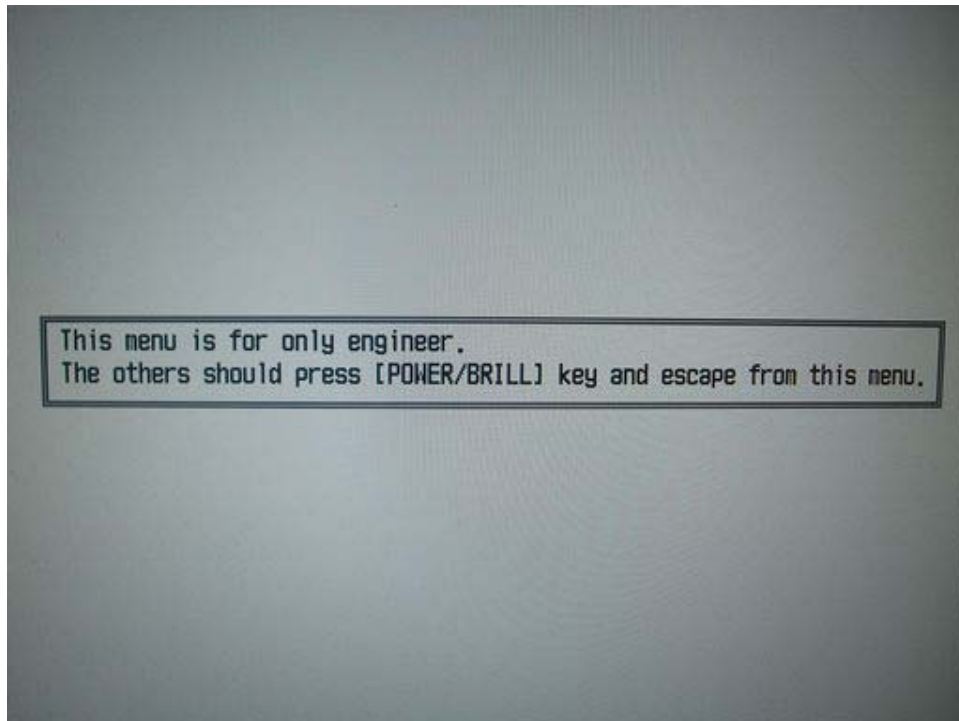 This menu is for only engineer.
The others should press [POWER/BRILL] key and escape from this menu.